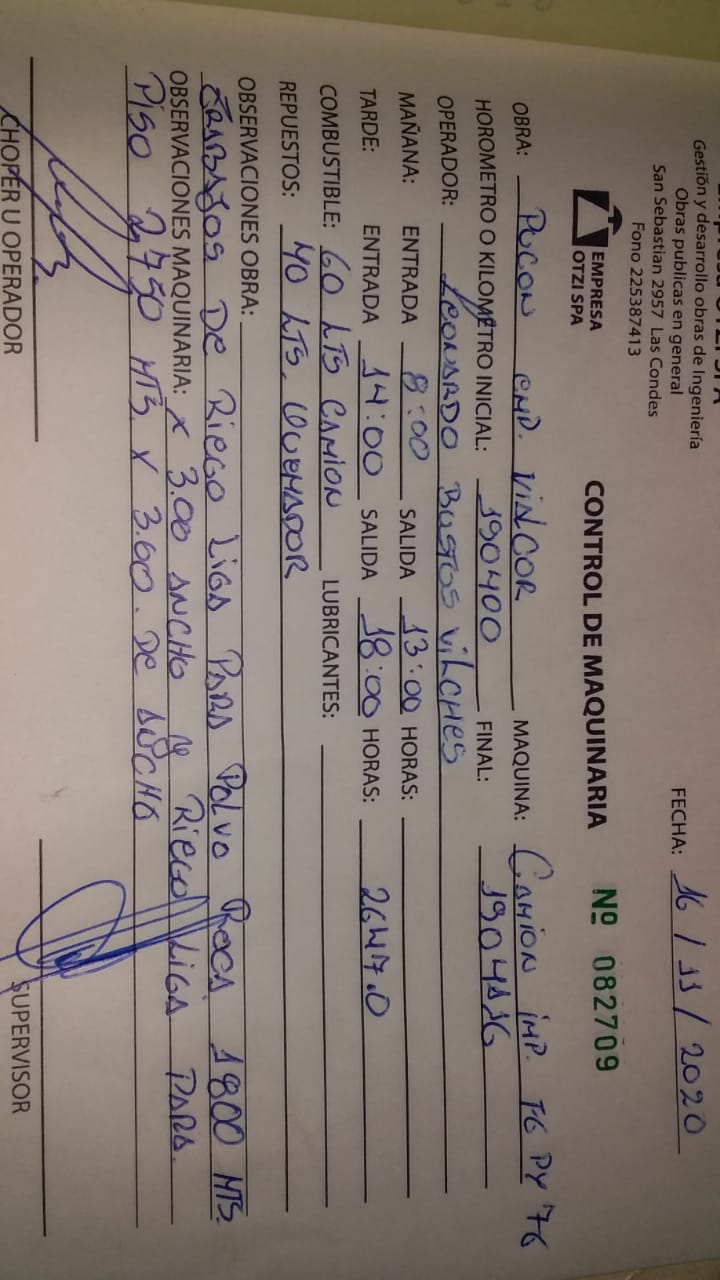 Empresa OTZI SPA
Gestión y desarrollo obras de Ingeniería
Obras publicas en general
San Sebastian 2957 Las Condes
Fono 225387413
FECHA: 16 / 11 / 2020
EMPRESA
OTZI SPA
CONTROL DE MAQUINARIA Nº 082709
OBRA: PUCON EMP. VIALCOR MAQUINA: CAMION IMP. FG PY 76
HOROMETRO O KILOMETRO INICIAL: 190400 FINAL: 190416
OPERADOR: LEONARDO BUSTOS VILCHES
MAÑANA: ENTRADA 8:00 SALIDA 13:00 HORAS:
TARDE: ENTRADA 14:00 SALIDA 18:00 HORAS: 2647.0
COMBUSTIBLE: 60 LTS CAMION LUBRICANTES:
REPUESTOS: 40 LTS. QUEMADOR
OBSERVACIONES OBRA:
TRABAJOS DE RIEGO LIGA PARA POLVO ROCA 1800 MTS.
OBSERVACIONES MAQUINARIA: x 3.00 ANCHO Y RIEGO LIGA PARA.
PISO 2,750 MTS. X 3.60. DE ANCHO
CHOFER U OPERADOR SUPERVISOR